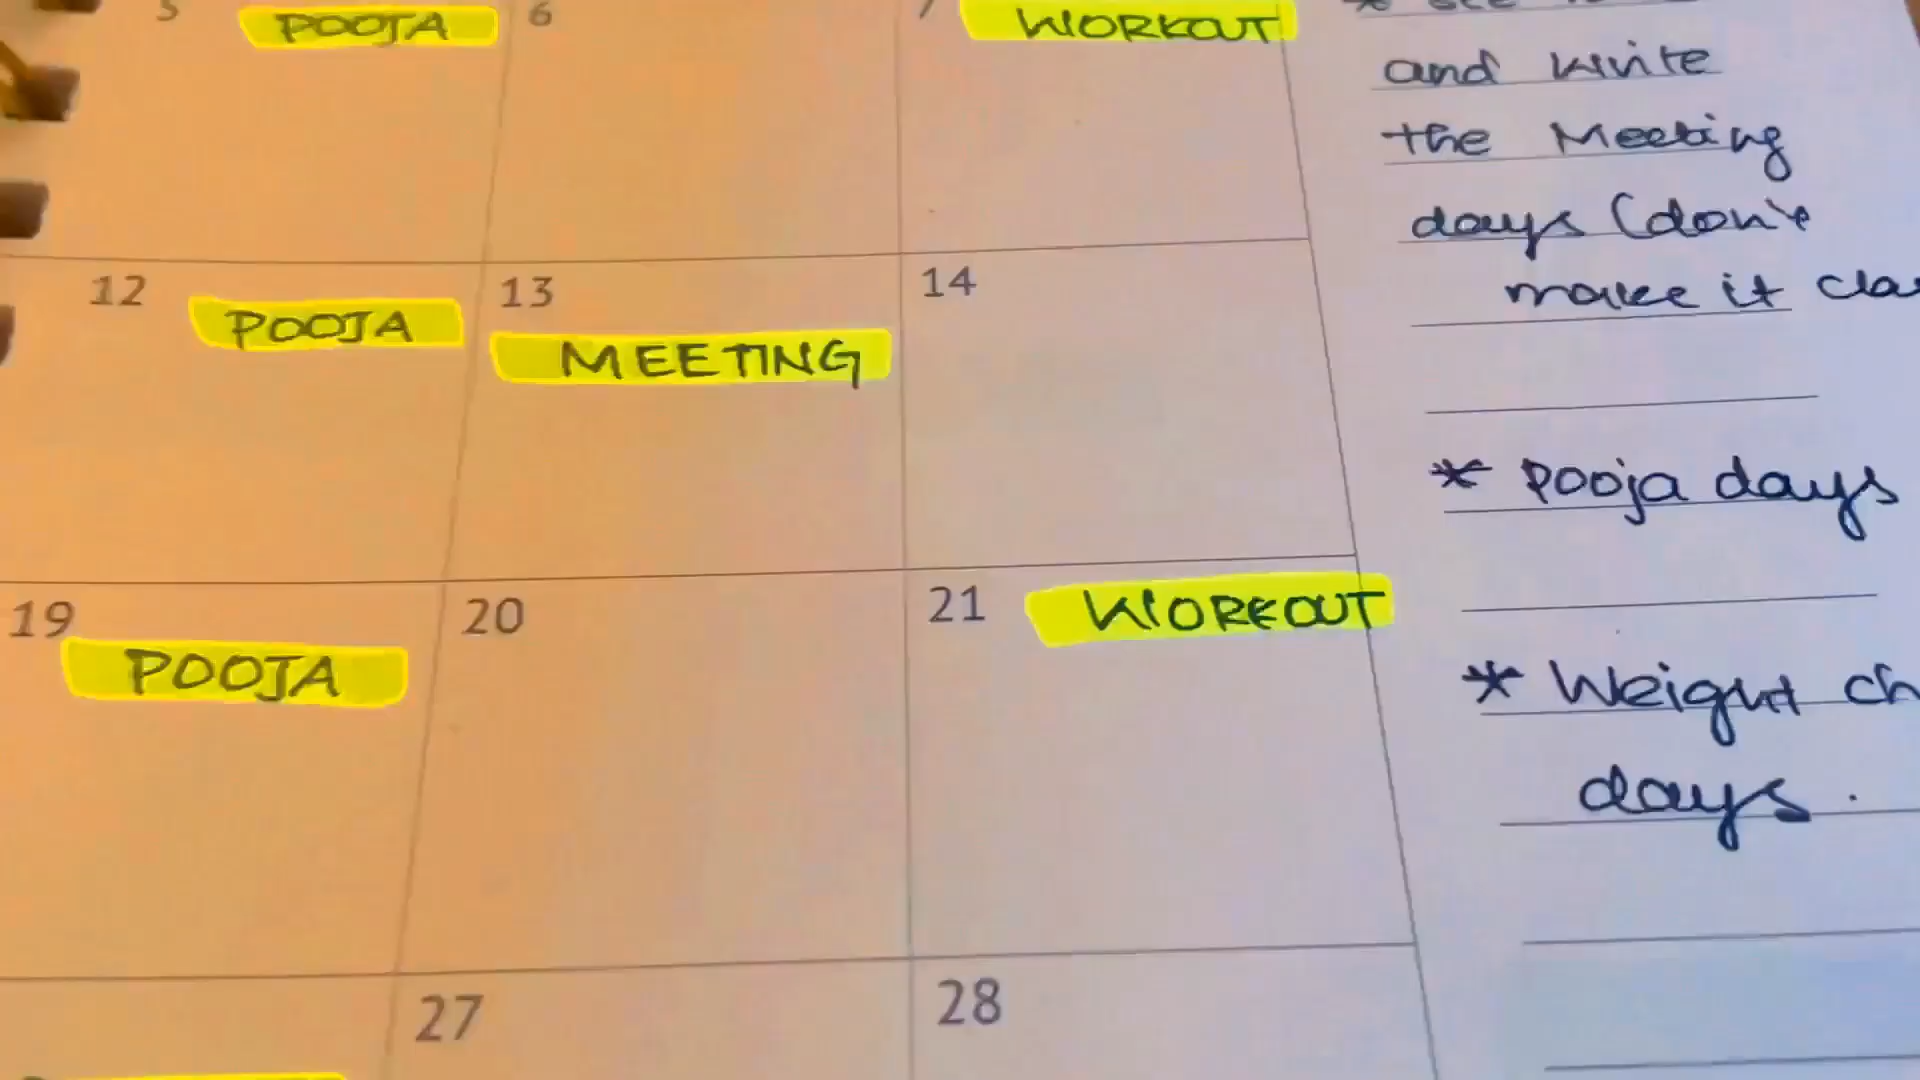 5 POOJA 6 7 WORKOUT
12 POOJA 13 MEETING 14
19 POOJA 20 21 WORKOUT
27 28
and write
the Meeting
days (don't
make it
* Pooja days
* Weight
days.